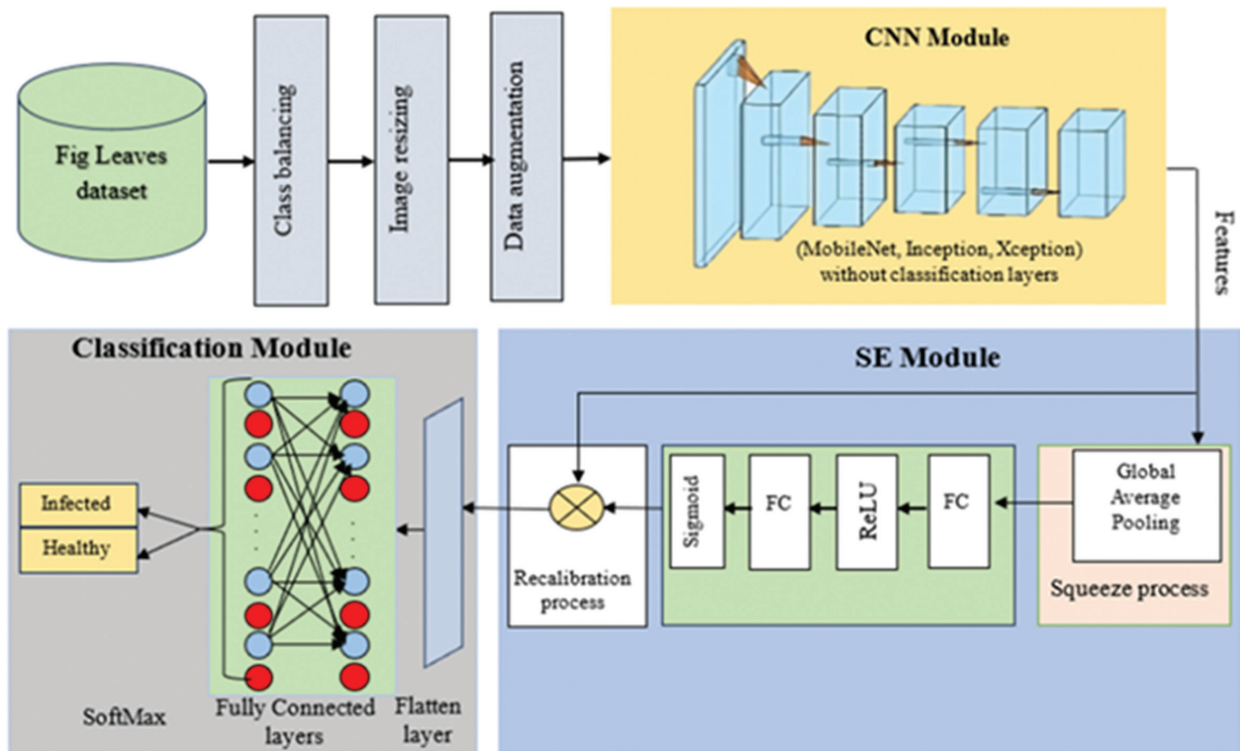 Fig Leaves
dataset
Class balancing
Image resizing
Data augmentation
CNN Module
(MobileNet, Inception, Xception)
without classification layers
Features
SE Module
Global
Average
Pooling
Squeeze process
FC
ReLU
FC
Sigmoid
Recalibration
process
Classification Module
Flatten
layer
Fully Connected
layers
SoftMax
Infected
Healthy